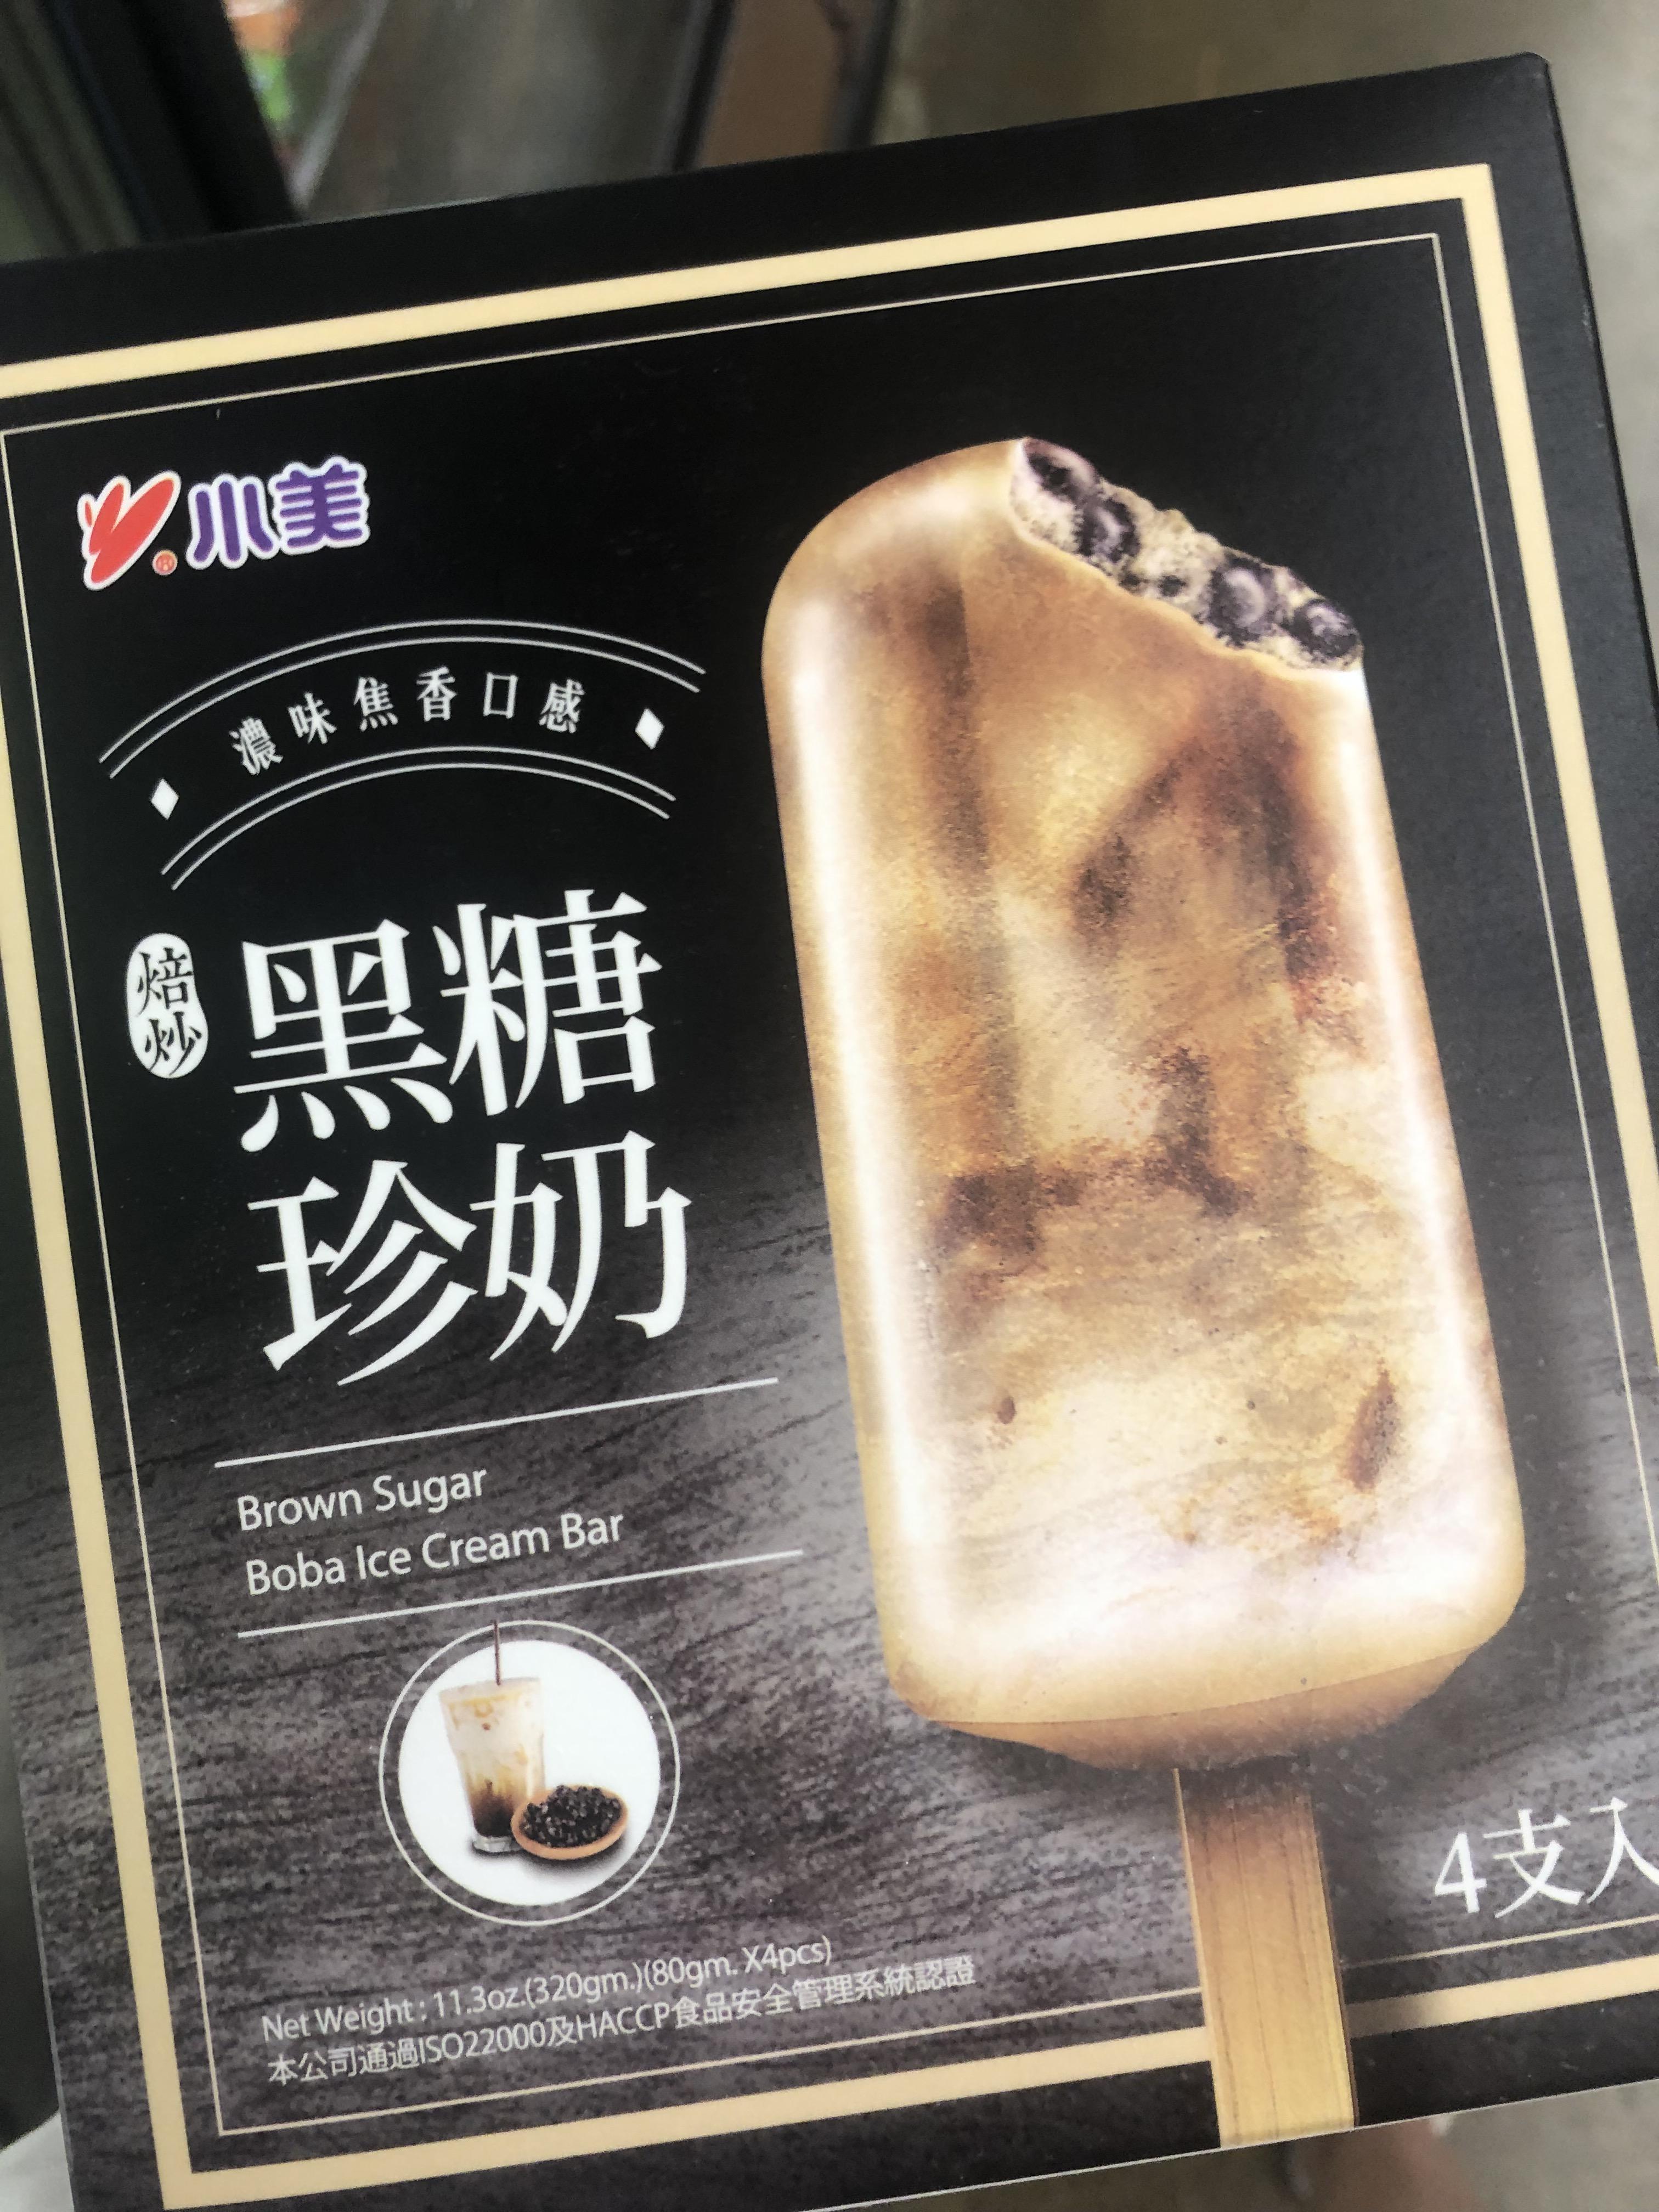 小美
濃味焦香口感
焙炒
黑糖
珍奶
Brown Sugar
Boba Ice Cream Bar
4支入
Net Weight : 11.3oz.(320gm.)(80gm. X4pcs)
本公司通過ISO22000及HACCP食品安全管理系統認證